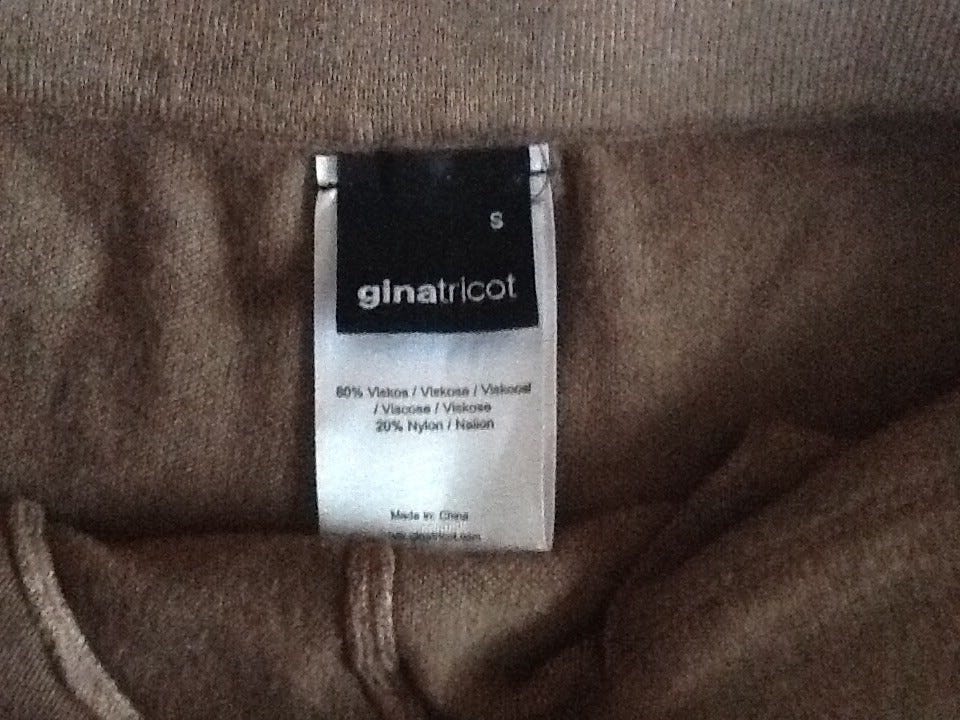 S
ginatricot
80% Viskos / Viskose / Viskoosi
/ Viscose / Viskose
20% Nylon / Nailon
Made in: China